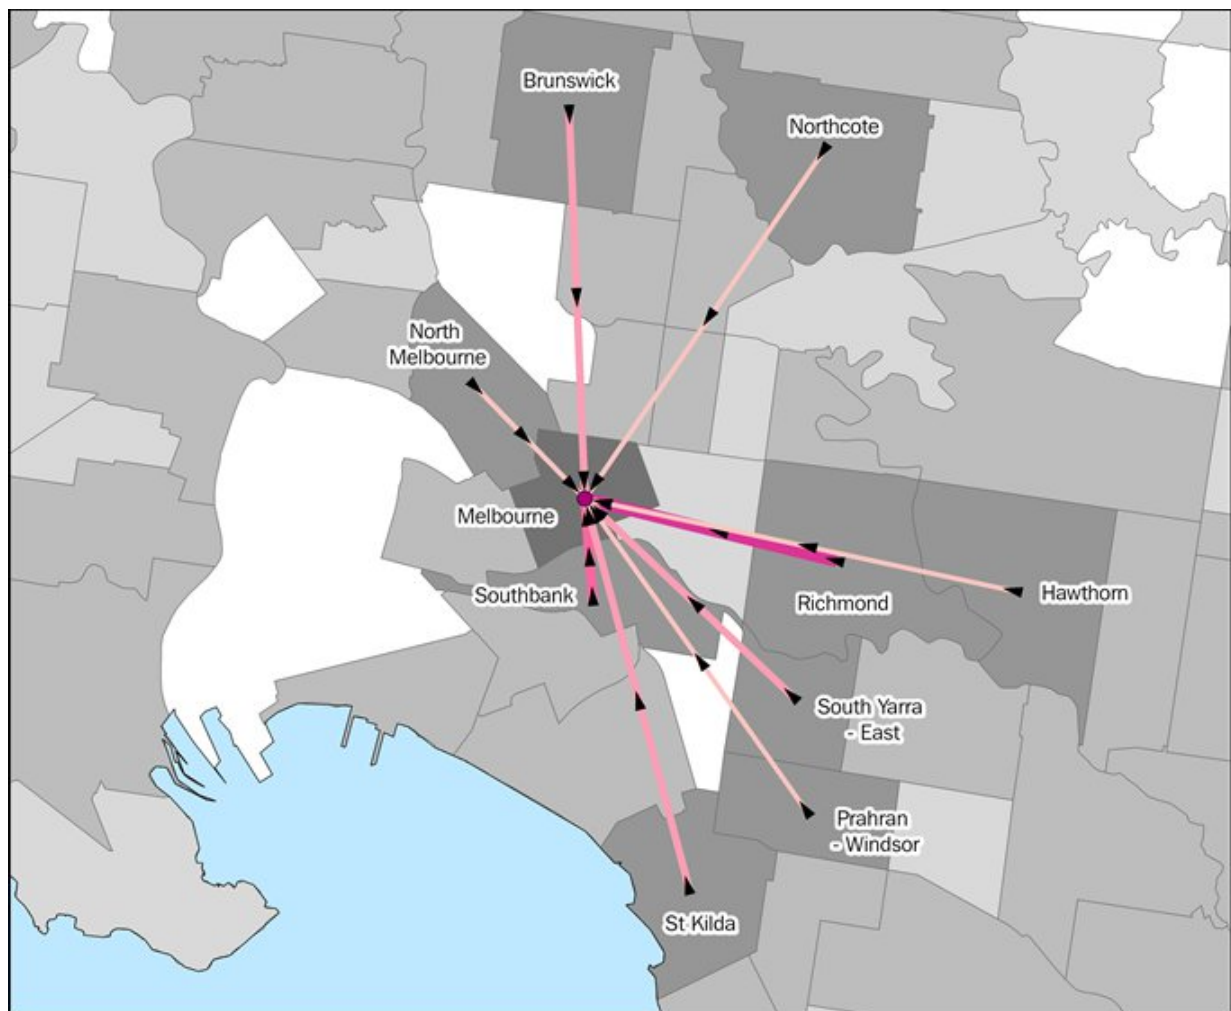 Brunswick
Northcote
North
Melbourne
Melbourne
Southbank
Richmond
Hawthorn
South Yarra
- East
Prahran
- Windsor
St Kilda